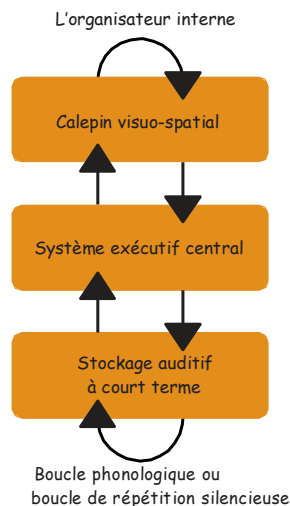 L'organisateur interne
Calepin visuo-spatial
Système exécutif central
Stockage auditif
à court terme
Boucle phonologique ou
boucle de répétition silencieuse